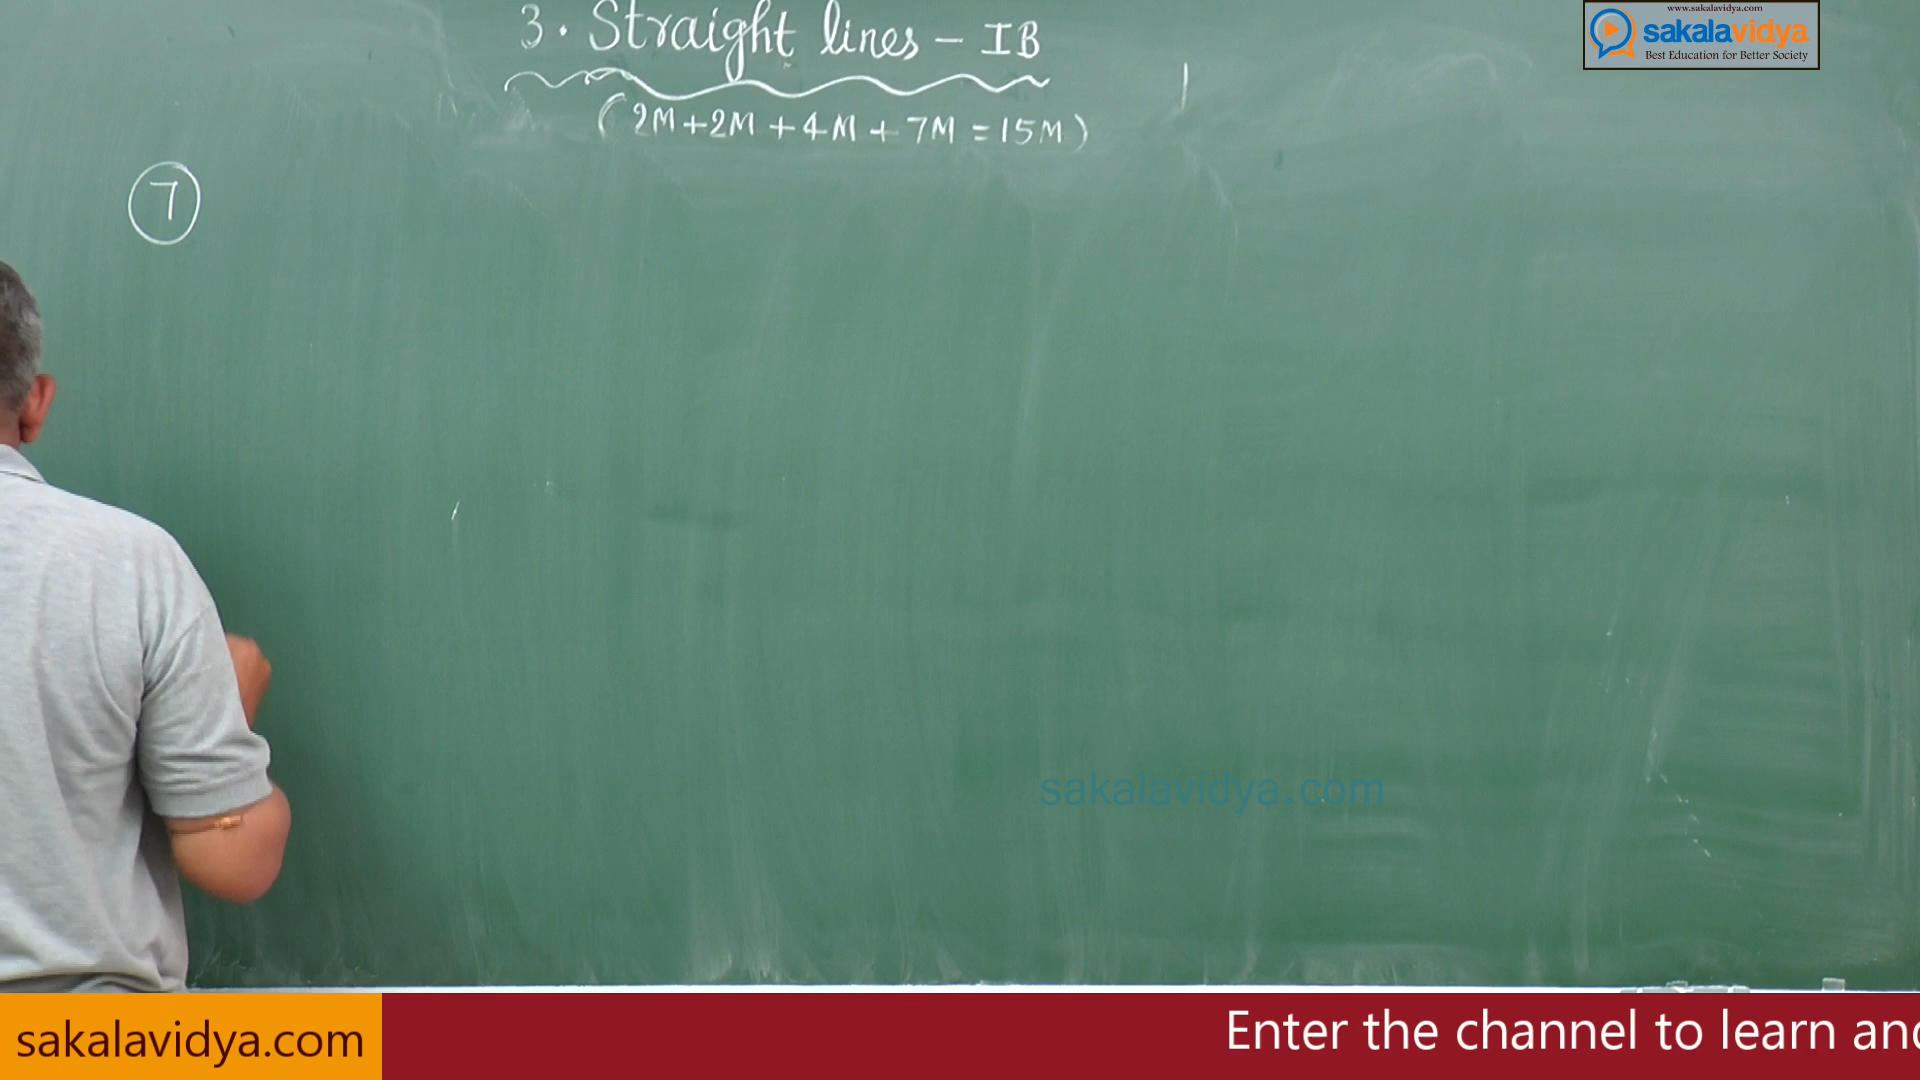 3. Straight lines - IB
(2M+2M+4M+7M=15M)
7
www.sakalavidya.com
sakalavidya
Best Education for Better Society
sakalavidya.com
sakalavidya.com
Enter the channel to learn and